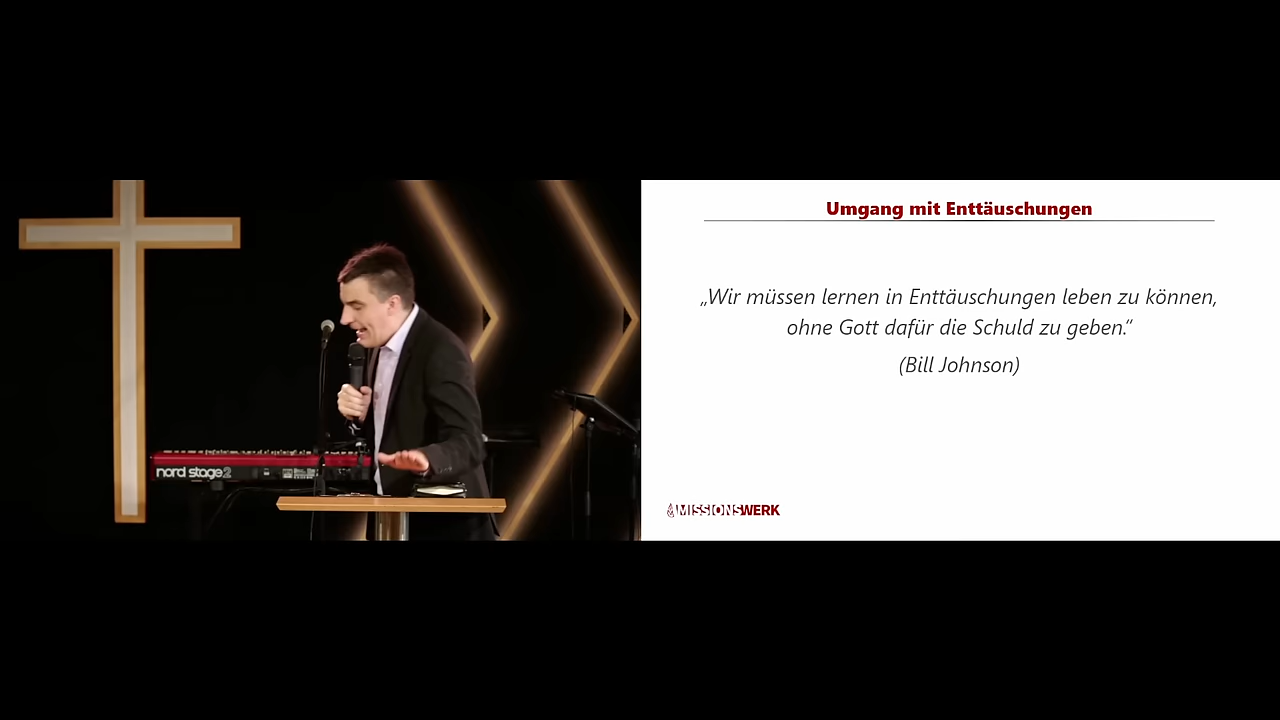 nord stage 2
Umgang mit Enttäuschungen
„Wir müssen lernen in Enttäuschungen leben zu können,
ohne Gott dafür die Schuld zu geben.“
(Bill Johnson)
MISSIONSWERK